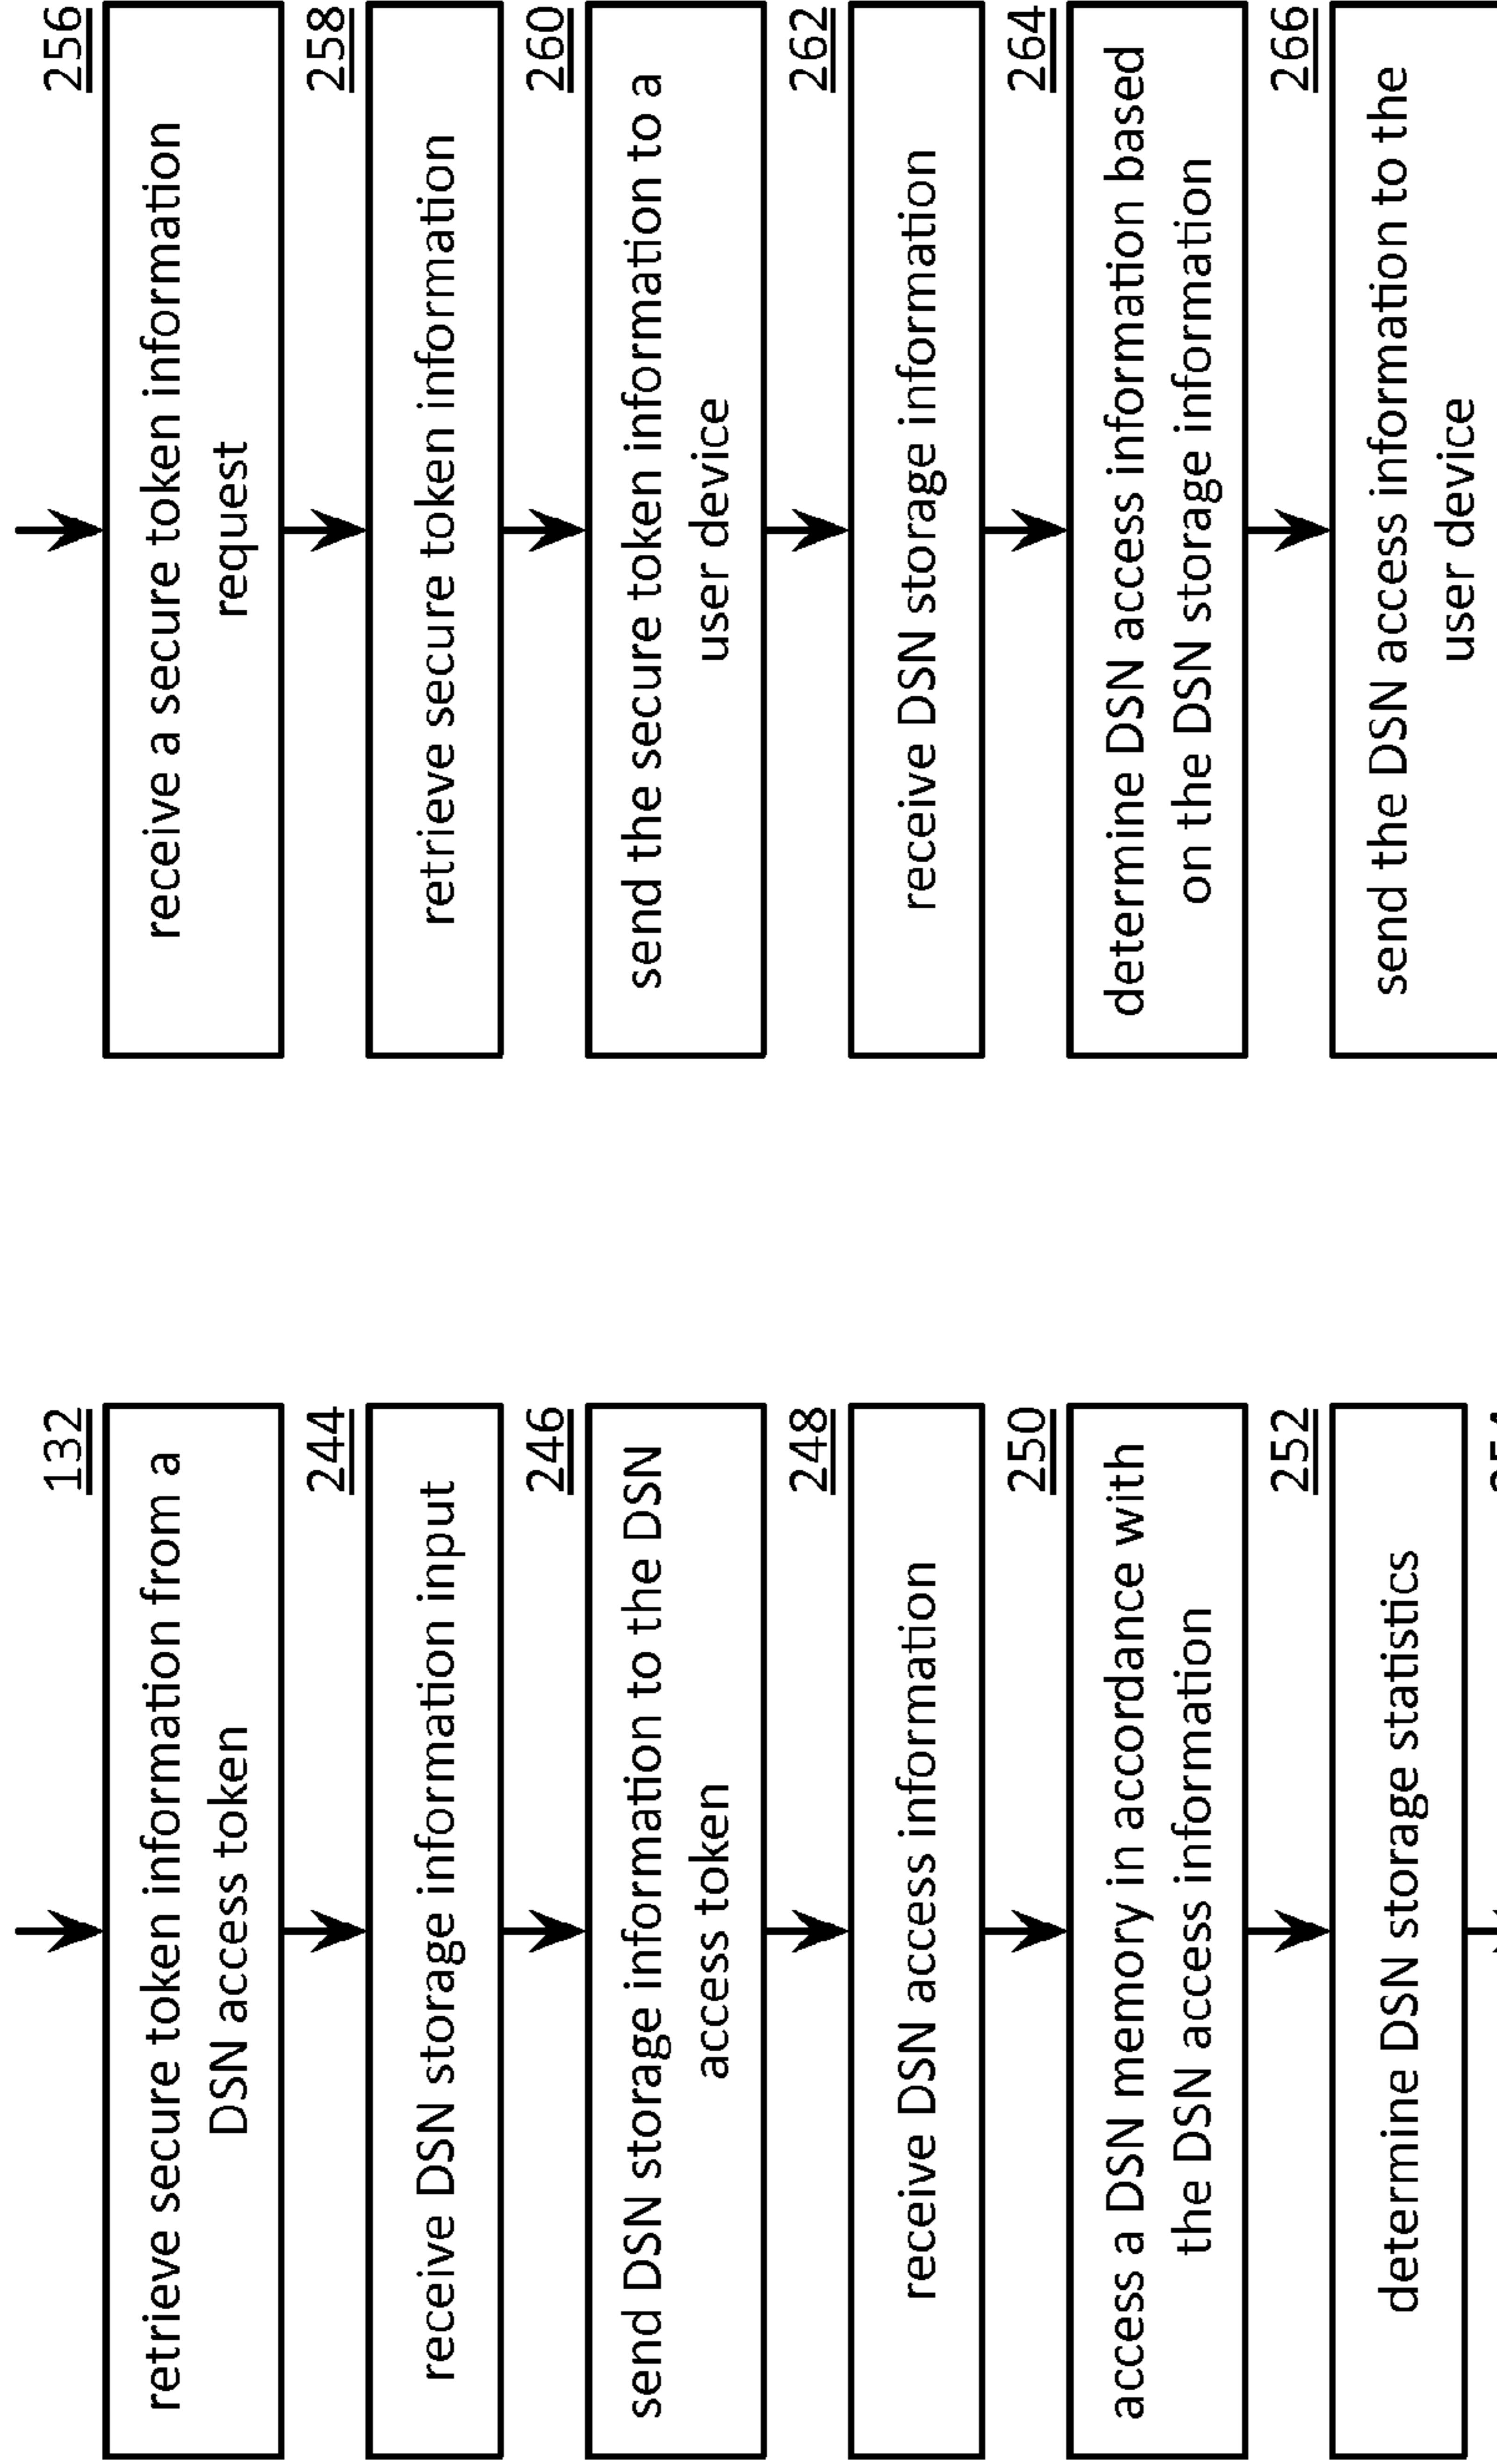 132
retrieve secure token information from a
DSN access token
244
receive DSN storage information input
246
send DSN storage information to the DSN
access token
248
receive DSN access information
250
access a DSN memory in accordance with
the DSN access information
252
determine DSN storage statistics
256
receive a secure token information
request
258
retrieve secure token information
260
send the secure token information to a
user device
262
receive DSN storage information
264
determine DSN access information based
on the DSN storage information
266
send the DSN access information to the
user device